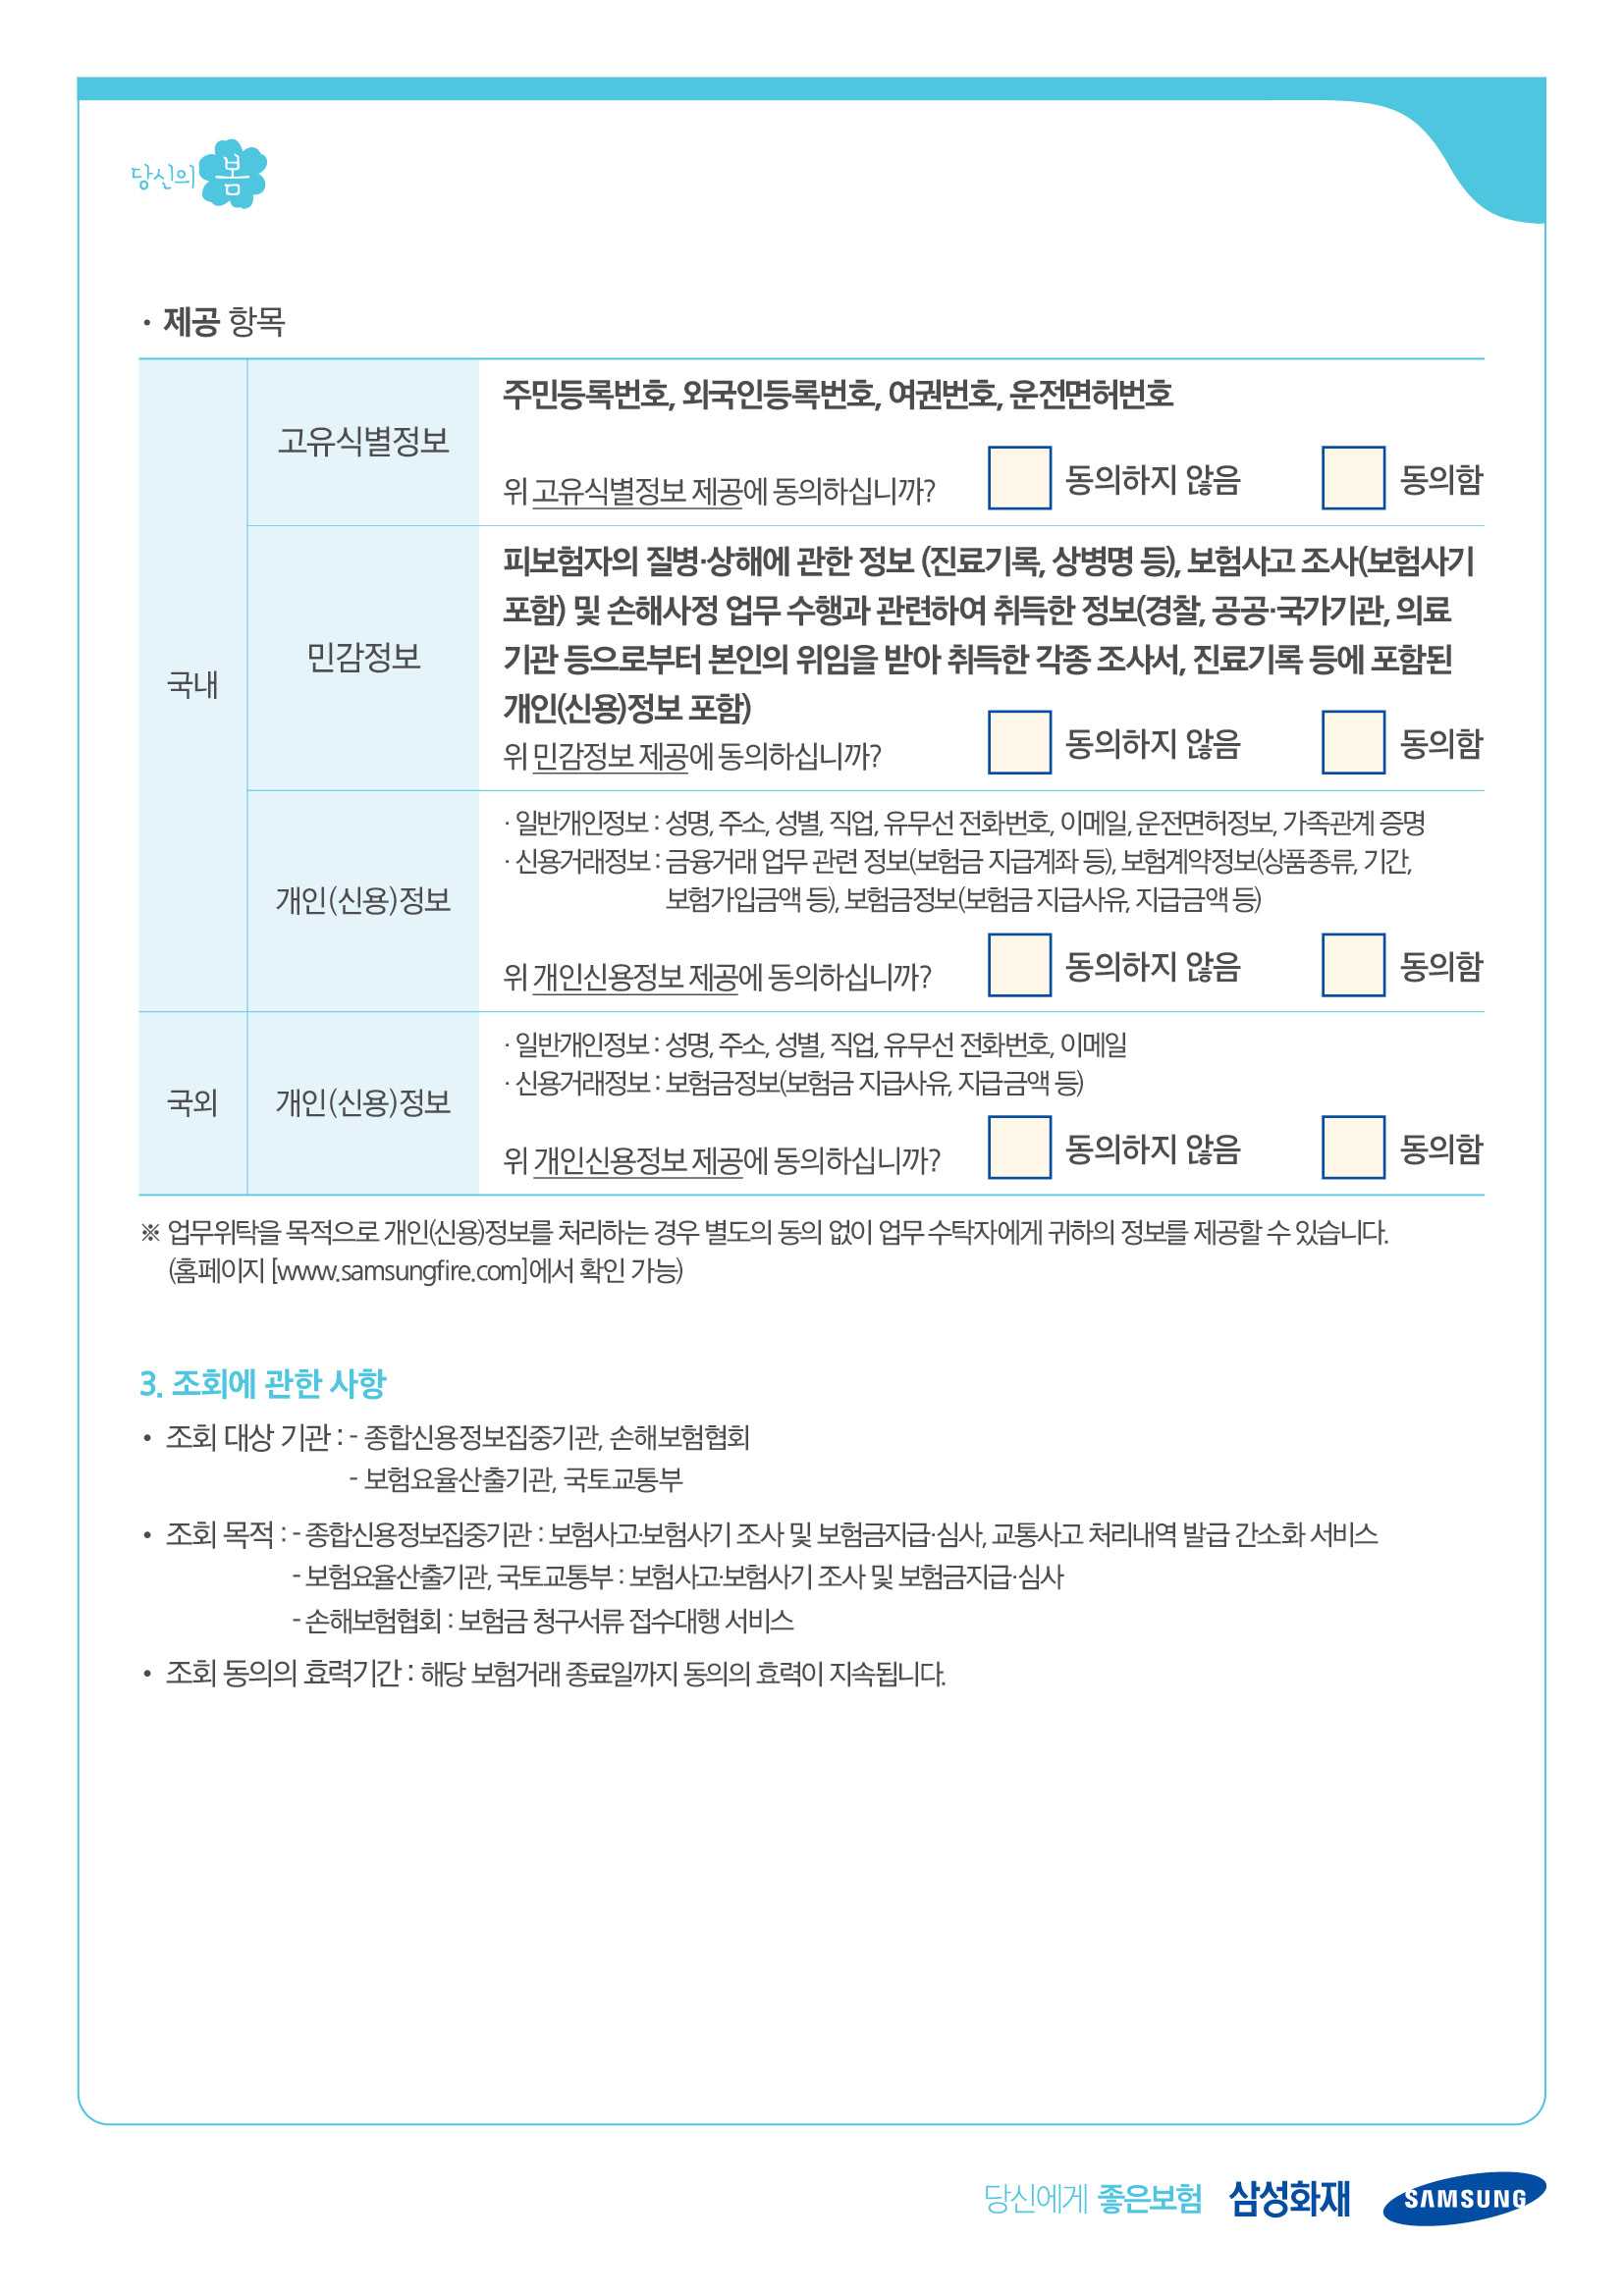 당신의 봄
• 제공 항목
국내
고유식별정보
주민등록번호, 외국인등록번호, 여권번호, 운전면허번호
위 고유식별정보 제공에 동의하십니까?
동의하지 않음
동의함
민감정보
피보험자의 질병·상해에 관한 정보 (진료기록, 상병명 등), 보험사고 조사(보험사기
포함) 및 손해사정 업무 수행과 관련하여 취득한 정보(경찰, 공공·국가기관, 의료
기관 등으로부터 본인의 위임을 받아 취득한 각종 조사서, 진료기록 등에 포함된
개인(신용)정보 포함)
위 민감정보 제공에 동의하십니까?
동의하지 않음
동의함
개인(신용)정보
· 일반개인정보 : 성명, 주소, 성별, 직업, 유무선 전화번호, 이메일, 운전면허정보, 가족관계 증명
· 신용거래정보 : 금융거래 업무 관련 정보(보험금 지급계좌 등), 보험계약정보(상품종류, 기간,
보험가입금액 등), 보험금정보(보험금 지급사유, 지급금액 등)
위 개인신용정보 제공에 동의하십니까?
동의하지 않음
동의함
국외
개인(신용)정보
· 일반개인정보 : 성명, 주소, 성별, 직업, 유무선 전화번호, 이메일
· 신용거래정보 : 보험금정보(보험금 지급사유, 지급금액 등)
위 개인신용정보 제공에 동의하십니까?
동의하지 않음
동의함
※ 업무위탁을 목적으로 개인(신용)정보를 처리하는 경우 별도의 동의 없이 업무 수탁자에게 귀하의 정보를 제공할 수 있습니다.
(홈페이지 [www.samsungfire.com]에서 확인 가능)
3. 조회에 관한 사항
• 조회 대상 기관 : - 종합신용정보집중기관, 손해보험협회
- 보험요율산출기관, 국토교통부
• 조회 목적 : - 종합신용정보집중기관 : 보험사고·보험사기 조사 및 보험금지급·심사, 교통사고 처리내역 발급 간소화 서비스
- 보험요율산출기관, 국토교통부 : 보험사고·보험사기 조사 및 보험금지급·심사
- 손해보험협회 : 보험금 청구서류 접수대행 서비스
• 조회 동의의 효력기간 : 해당 보험거래 종료일까지 동의의 효력이 지속됩니다.
당신에게 좋은보험 삼성화재 SAMSUNG